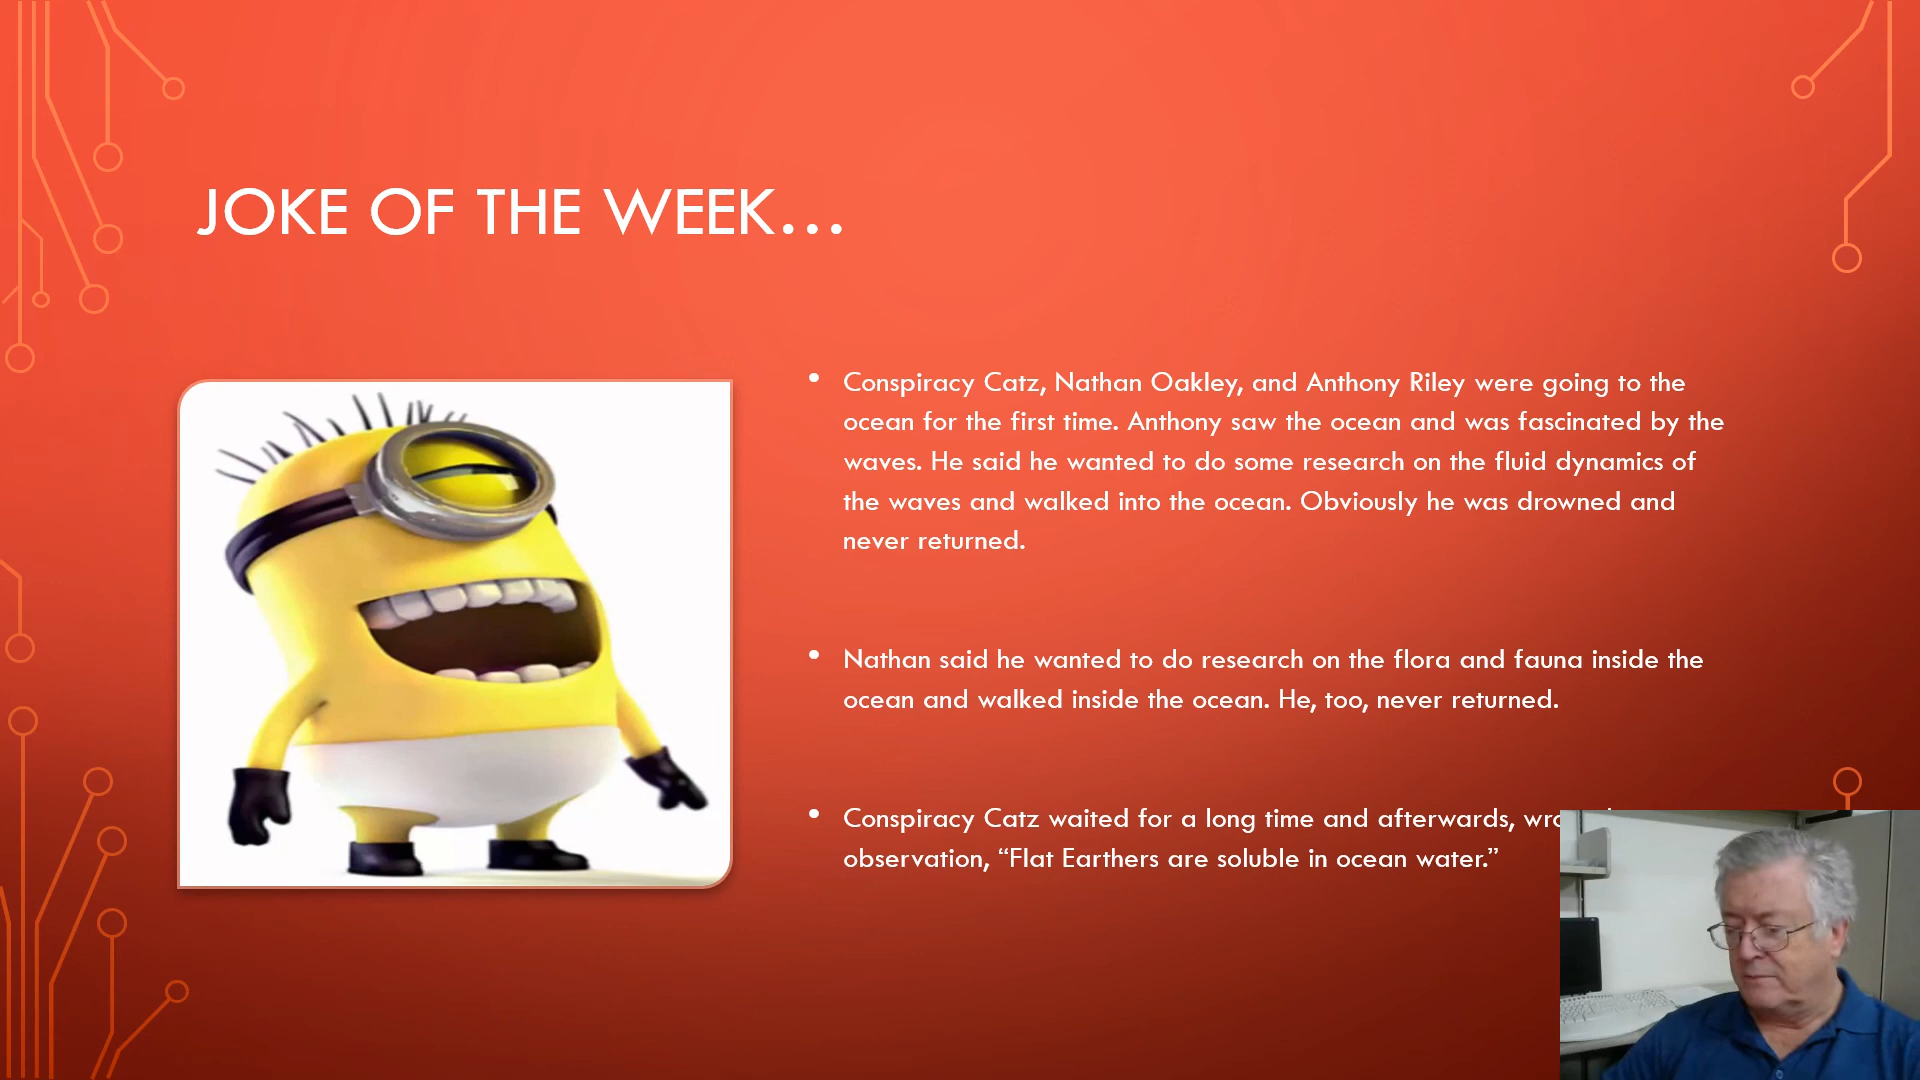 JOKE OF THE WEEK…
• Conspiracy Catz, Nathan Oakley, and Anthony Riley were going to the
ocean for the first time. Anthony saw the ocean and was fascinated by the
waves. He said he wanted to do some research on the fluid dynamics of
the waves and walked into the ocean. Obviously he was drowned and
never returned.
• Nathan said he wanted to do research on the flora and fauna inside the
ocean and walked inside the ocean. He, too, never returned.
• Conspiracy Catz waited for a long time and afterwards,
observation, “Flat Earthers are soluble in ocean water.”